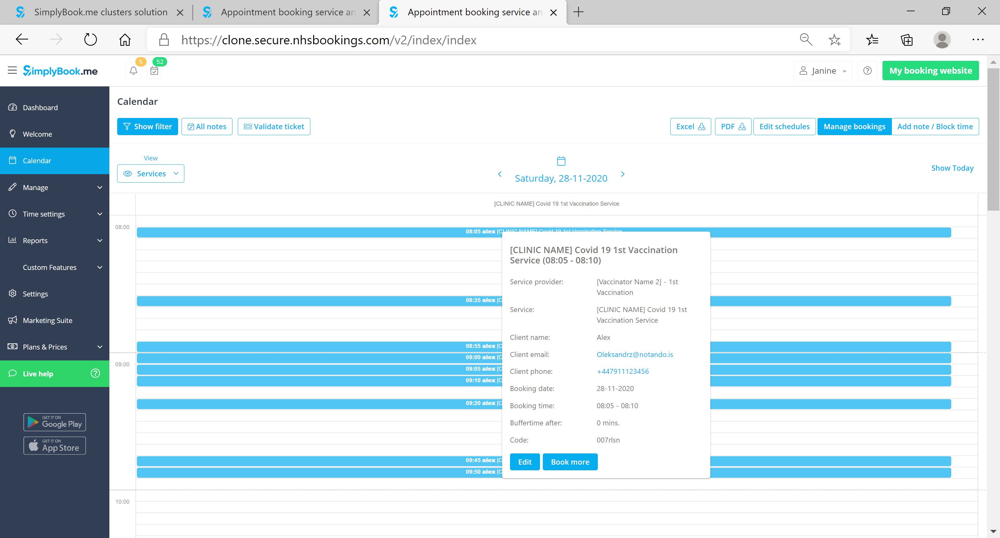 SimplyBook.me clusters solution
Appointment booking service an
Appointment booking service an
https://clone.secure.nhsbookings.com/v2/index/index
SimplyBook.me
5
52
Janine
My booking website
Dashboard
Welcome
Calendar
Manage
Time settings
Reports
Custom Features
Settings
Marketing Suite
Plans & Prices
Live help
GET IT ON
Google Play
GET IT ON
App Store
Calendar
Show filter
All notes
Validate ticket
Excel
PDF
Edit schedules
Manage bookings
Add note / Block time
View
Services
Saturday, 28-11-2020
Show Today
[CLINIC NAME] Covid 19 1st Vaccination Service
08:00
08:05 alex [CLINIC NAME] Covid 19 1st Vaccination Service
08:35 alex [C
08:55 alex [C
09:00 alex [C
09:00
09:05 alex [C
09:10 alex [C
09:20 alex [C
09:45 alex [C
09:50 alex [C
10:00
[CLINIC NAME] Covid 19 1st Vaccination
Service (08:05 - 08:10)
Service provider: [Vaccinator Name 2] - 1st
Vaccination
Service: [CLINIC NAME] Covid 19 1st
Vaccination Service
Client name: Alex
Client email: Oleksandrz@notando.is
Client phone: +447911123456
Booking date: 28-11-2020
Booking time: 08:05 - 08:10
Buffertime after: 0 mins.
Code: 007rlsn
Edit
Book more